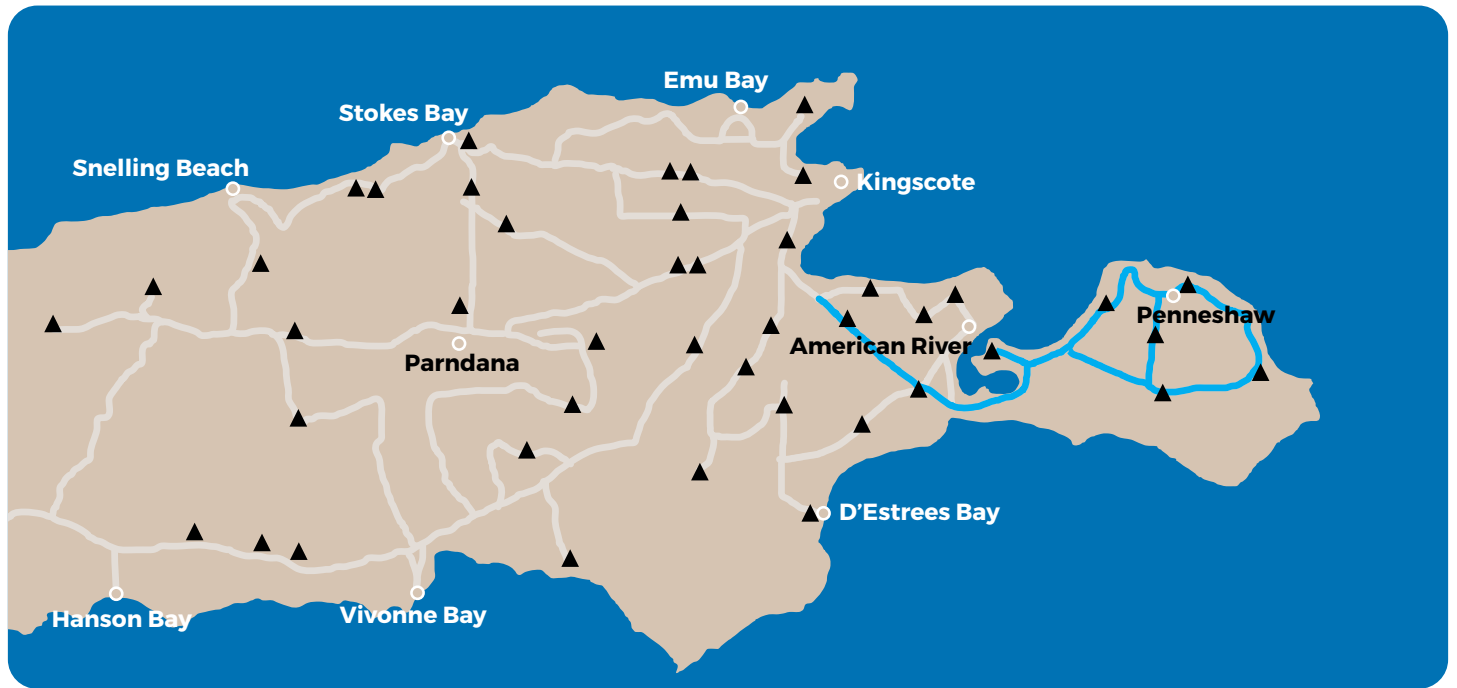 Emu Bay
Stokes Bay
Snelling Beach
Kingscote
Penneshaw
American River
Parndana
D’Estrees Bay
Hanson Bay
Vivonne Bay